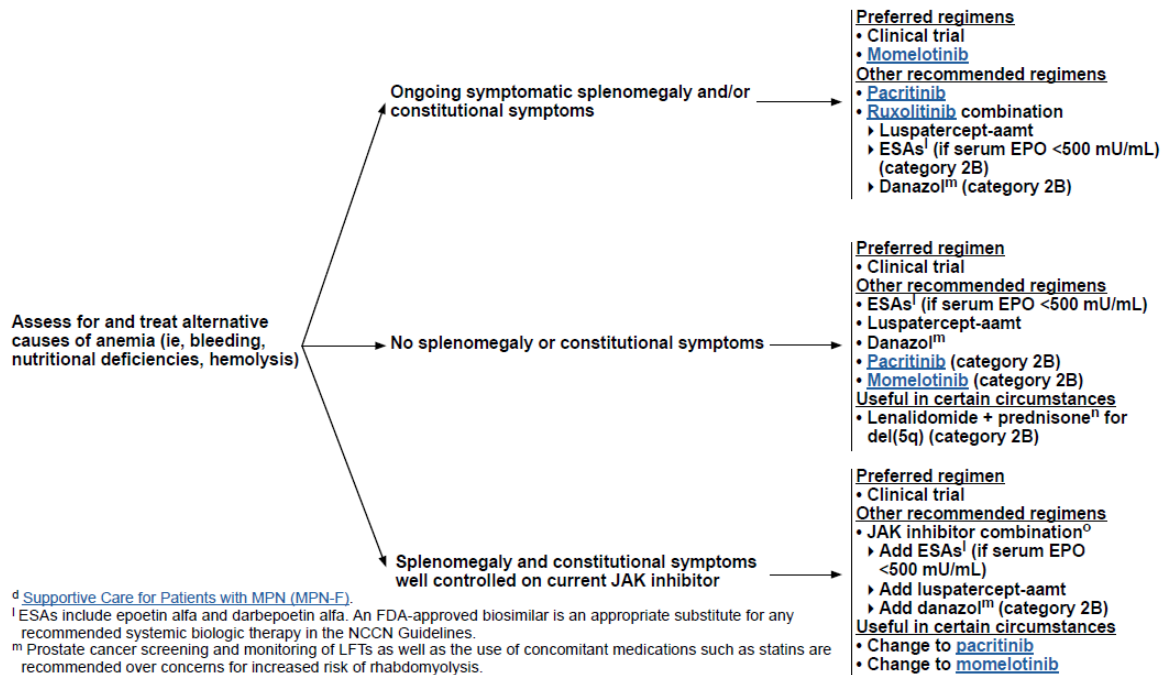 Assess for and treat alternative
causes of anemia (ie, bleeding,
nutritional deficiencies, hemolysis)
Ongoing symptomatic splenomegaly and/or
constitutional symptoms
Preferred regimens
• Clinical trial
• Momelotinib
Other recommended regimens
• Pacritinib
• Ruxolitinib combination
▸ Luspatercept-aamt
▸ ESAsˡ (if serum EPO <500 mU/mL)
(category 2B)
▸ Danazolᵐ (category 2B)
No splenomegaly or constitutional symptoms
Preferred regimen
• Clinical trial
Other recommended regimens
• ESAsˡ (if serum EPO <500 mU/mL)
• Luspatercept-aamt
• Danazolᵐ
• Pacritinib (category 2B)
• Momelotinib (category 2B)
Useful in certain circumstances
• Lenalidomide + prednisoneⁿ for
del(5q) (category 2B)
Splenomegaly and constitutional symptoms
well controlled on current JAK inhibitor
Preferred regimen
• Clinical trial
Other recommended regimens
• JAK inhibitor combinationᵒ
▸ Add ESAsˡ (if serum EPO
<500 mU/mL)
▸ Add luspatercept-aamt
▸ Add danazolᵐ (category 2B)
Useful in certain circumstances
• Change to pacritinib
• Change to momelotinib
ᵈ Supportive Care for Patients with MPN (MPN-F).
ˡ ESAs include epoetin alfa and darbepoetin alfa. An FDA-approved biosimilar is an appropriate substitute for any
recommended systemic biologic therapy in the NCCN Guidelines.
ᵐ Prostate cancer screening and monitoring of LFTs as well as the use of concomitant medications such as statins are
recommended over concerns for increased risk of rhabdomyolysis.